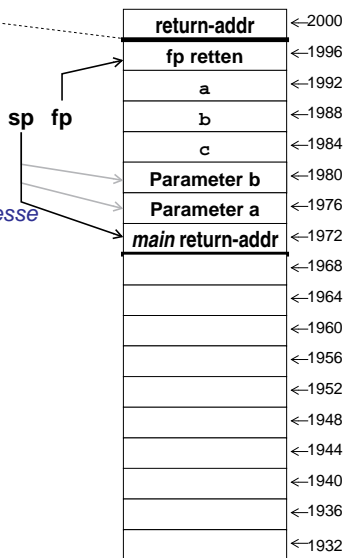 return-addr ←2000
fp retten ←1996
a ←1992
b ←1988
sp fp
c ←1984
Parameter b ←1980
Parameter a ←1976
esse
main return-addr ←1972
←1968
←1964
←1960
←1956
←1952
←1948
←1944
←1940
←1936
←1932